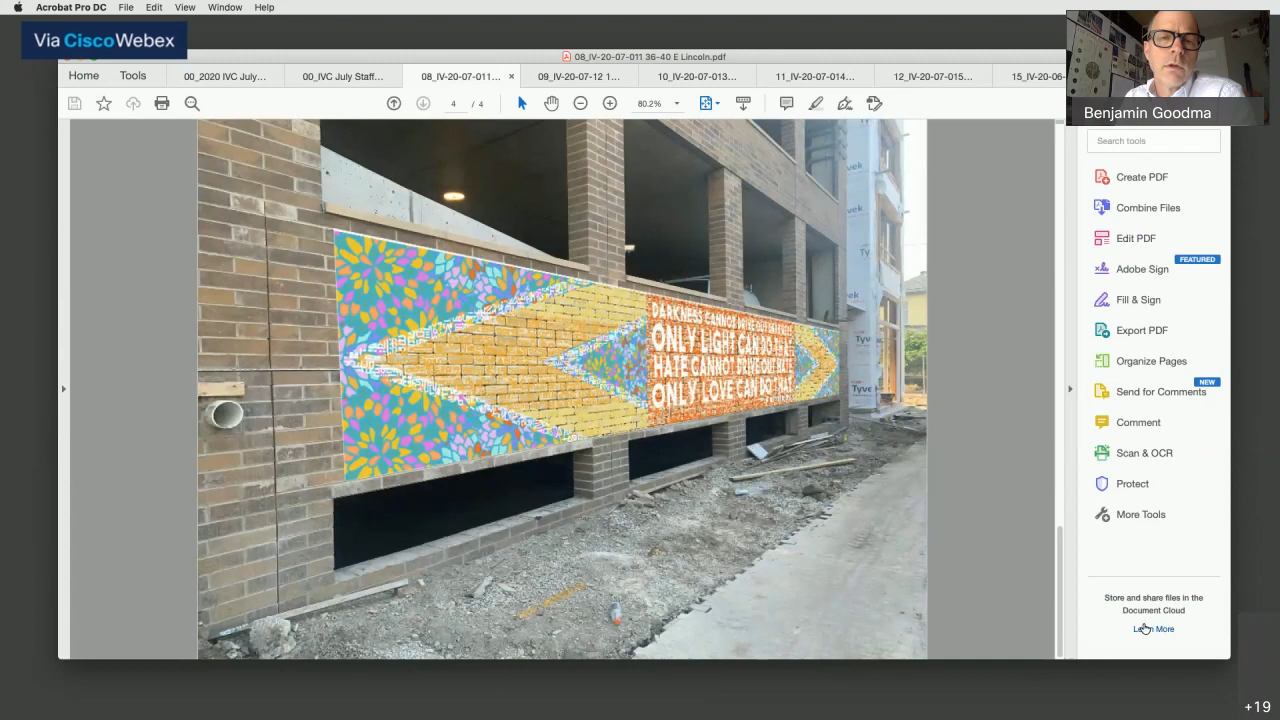 Acrobat Pro DC File Edit View Window Help
Via CiscoWebex
08_IV-20-07-011 36-40 E Lincoln.pdf
Home Tools 00_2020 IVC July... 00_IVC July Staff... 08_IV-20-07-011... × 09_IV-20-07-12 1... 10_IV-20-07-013... 11_IV-20-07-014... 12_IV-20-07-015... 15_IV-20-06-
4 / 4 80.2%
Benjamin Goodma
Search tools
Create PDF
Combine Files
Edit PDF
FEATURED
Adobe Sign
Fill & Sign
Export PDF
Organize Pages
NEW
Send for Comments
Comment
Scan & OCR
Protect
More Tools
Store and share files in the
Document Cloud
More
DARKNESS CANNOT DRIVE OUT DARKNESS
ONLY LIGHT CAN DO THAT
HATE CANNOT DRIVE OUT HATE
ONLY LOVE CAN DO THAT
Tyvek
Tyvek
+19